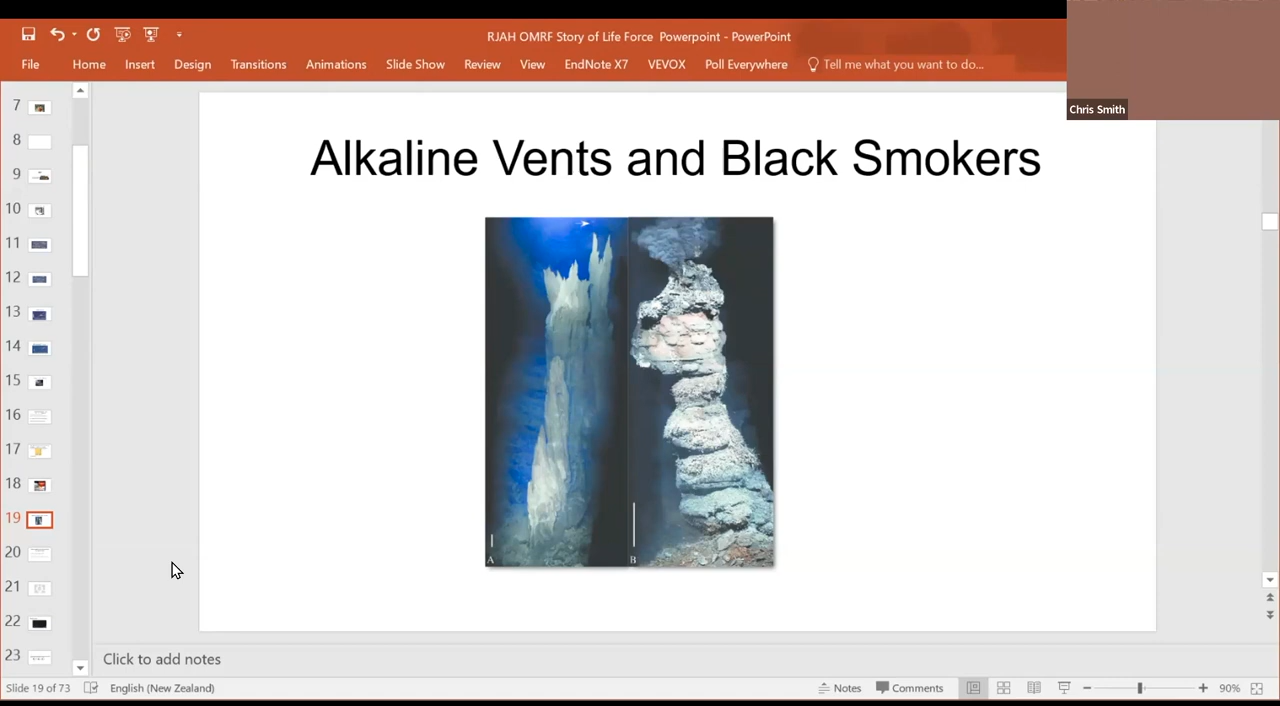 RJAH OMRF Story of Life Force Powerpoint - PowerPoint
File Home Insert Design Transitions Animations Slide Show Review View EndNote X7 VEVOX Poll Everywhere Tell me what you want to do...
Chris Smith
7
8
9
10
11
12
13
14
15
16
17
18
19
20
21
22
23
Alkaline Vents and Black Smokers
A B
Click to add notes
Slide 19 of 73 English (New Zealand) Notes Comments 90%